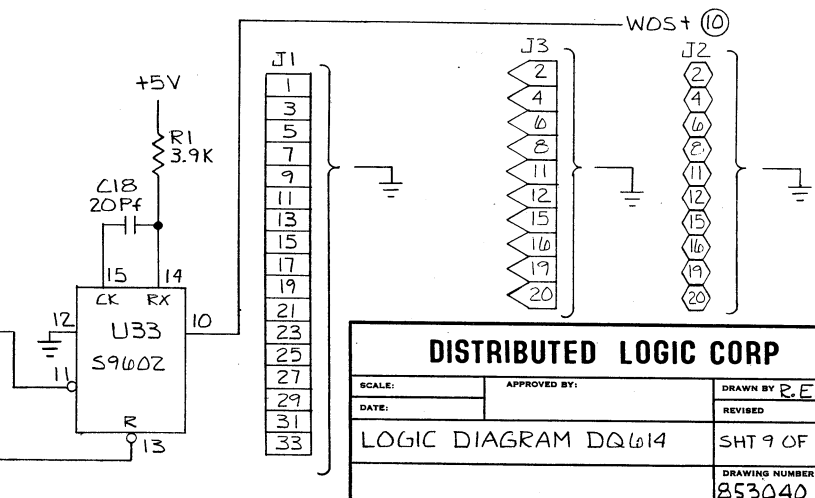 WOS+ 10
J1
J3
J2
+5V
R1
3.9K
C18
20Pf
1
3
5
7
9
11
13
15
17
19
21
23
25
27
29
31
33
2
4
6
8
11
12
15
16
19
20
2
4
6
8
11
12
15
16
19
20
15
14
CK RX
12
U33
10
S9602
11
R
13
DISTRIBUTED LOGIC CORP
SCALE:
APPROVED BY:
DRAWN BY R.E
DATE:
REVISED
LOGIC DIAGRAM DQ614
SHT 9 OF
DRAWING NUMBER
853040